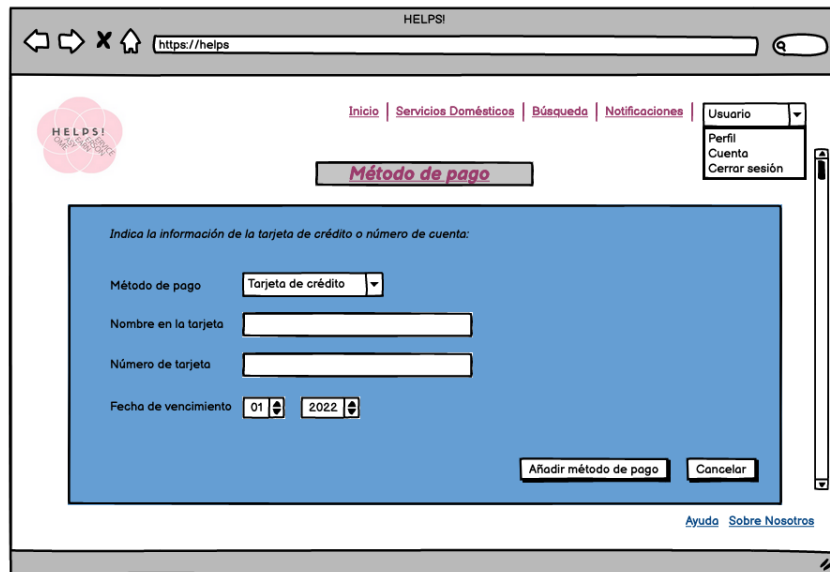 HELPS!
https://helps
Inicio | Servicios Domésticos | Búsqueda | Notificaciones |
Usuario
Perfil
Cuenta
Cerrar sesión
HELPS!
Método de pago
Indica la información de la tarjeta de crédito o número de cuenta:
Método de pago Tarjeta de crédito
Nombre en la tarjeta
Número de tarjeta
Fecha de vencimiento 01 2022
Añadir método de pago Cancelar
Ayuda Sobre Nosotros